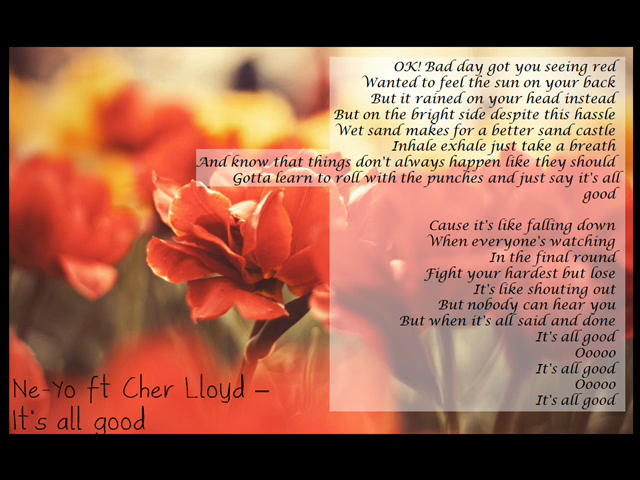 OK! Bad day got you seeing red
Wanted to feel the sun on your back
But it rained on your head instead
But on the bright side despite this hassle
Wet sand makes for a better sand castle
Inhale exhale just take a breath
And know that things don't always happen like they should
Gotta learn to roll with the punches and just say it's all
good
Cause it's like falling down
When everyone's watching
In the final round
Fight your hardest but lose
It's like shouting out
But nobody can hear you
But when it's all said and done
It's all good
Ooooo
It's all good
Ooooo
It's all good
Ne-Yo ft Cher Lloyd –
It's all good